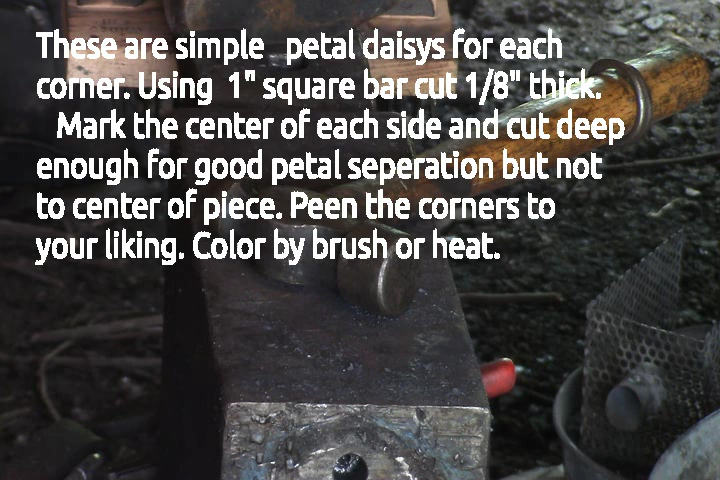 These are simple   petal daisys for each
corner. Using  1" square bar cut 1/8" thick.
Mark the center of each side and cut deep
enough for good petal seperation but not
to center of piece. Peen the corners to
your liking. Color by brush or heat.